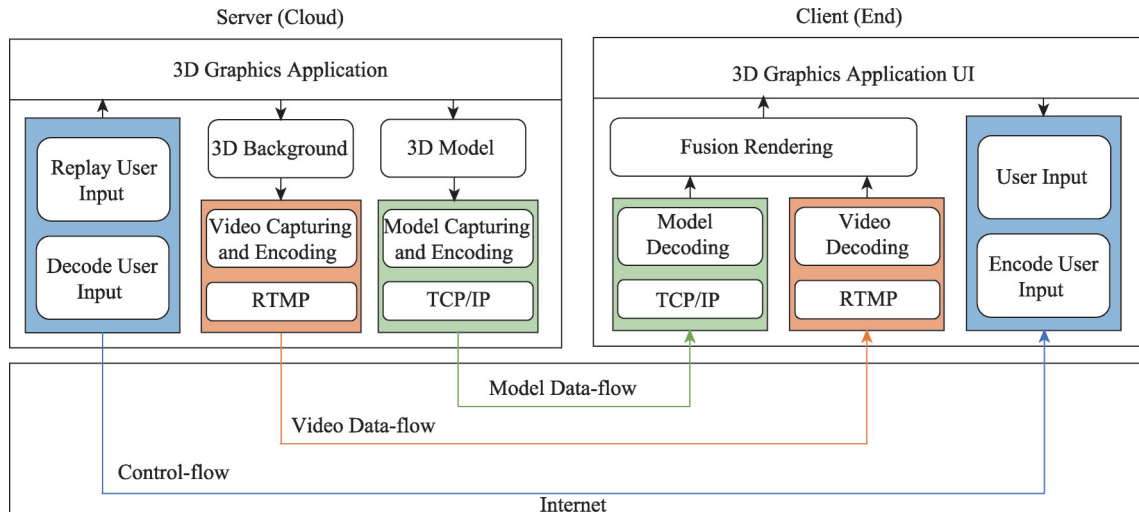 Server (Cloud)
Client (End)
3D Graphics Application
3D Graphics Application UI
Replay User
Input
Decode User
Input
3D Background
Video Capturing
and Encoding
RTMP
3D Model
Model Capturing
and Encoding
TCP/IP
Fusion Rendering
Model
Decoding
TCP/IP
Video
Decoding
RTMP
User Input
Encode User
Input
Model Data-flow
Video Data-flow
Control-flow
Internet